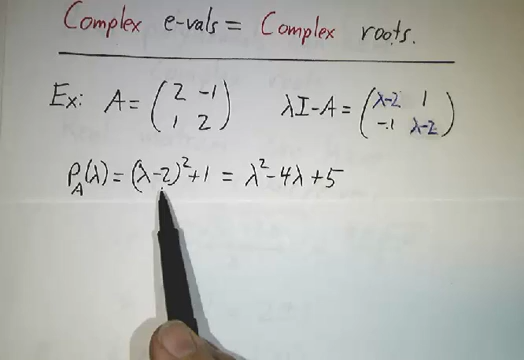 Complex e-vals = Complex roots.
Ex: A = (2 -1; 1 2) λI-A = (λ-2 1; -1 λ-2)
P_A(λ) = (λ-2)²+1 = λ²-4λ+5